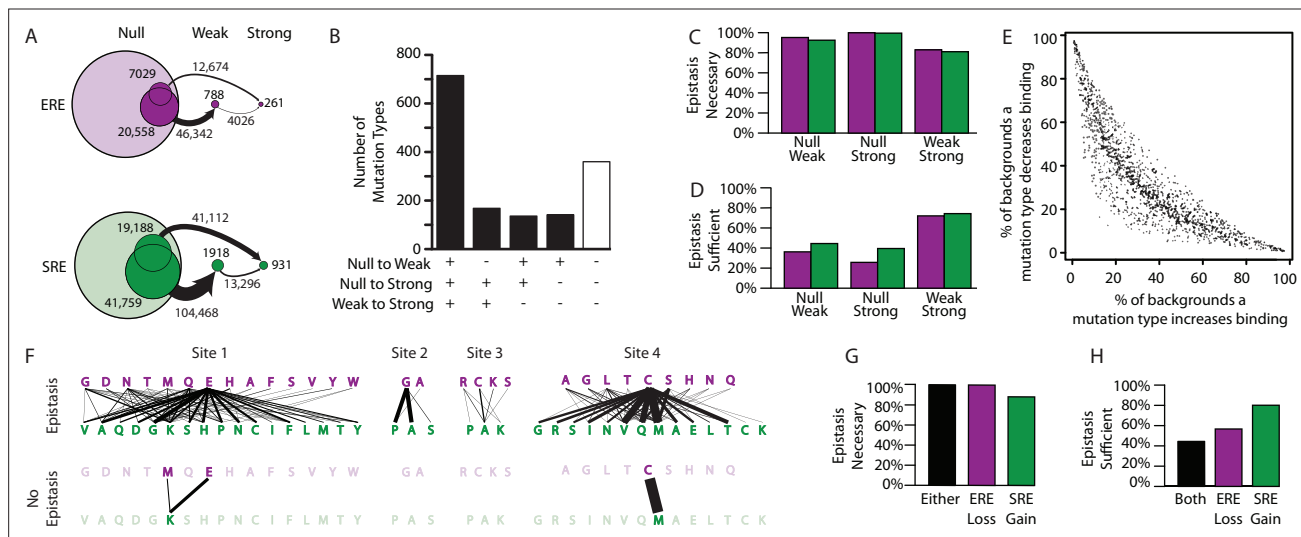 A
Null
Weak
Strong
7029
12,674
788
261
ERE
4026
20,558
46,342
41,112
19,188
1918
931
SRE
13,296
41,759
104,468
B
Number of
Mutation Types
800
600
400
200
0
Null to Weak + - + + -
Null to Strong + + + - -
Weak to Strong + + - - -
C
Epistasis
Necessary
100%
80%
60%
40%
20%
0%
Null
Weak
Null
Strong
Weak
Strong
D
Epistasis
Sufficient
100%
80%
60%
40%
20%
0%
Null
Weak
Null
Strong
Weak
Strong
E
% of backgrounds a
mutation type decreases binding
100
80
60
40
20
0
0 20 40 60 80 100
% of backgrounds a
mutation type increases binding
F
Site 1
Site 2
Site 3
Site 4
Epistasis
G D N T M Q E H A F S V Y W
G A
R C K S
A G L T C S H N Q
V A Q D G K S H P N C I F L M T Y
P A S
P A K
G R S I N V Q M A E L T C K
No
Epistasis
G D N T M Q E H A F S V Y W
G A
R C K S
A G L T C S H N Q
V A Q D G K S H P N C I F L M T Y
P A S
P A K
G R S I N V Q M A E L T C K
G
Epistasis
Necessary
100%
80%
60%
40%
20%
0%
Either
ERE
Loss
SRE
Gain
H
Epistasis
Sufficient
100%
80%
60%
40%
20%
0%
Both
ERE
Loss
SRE
Gain